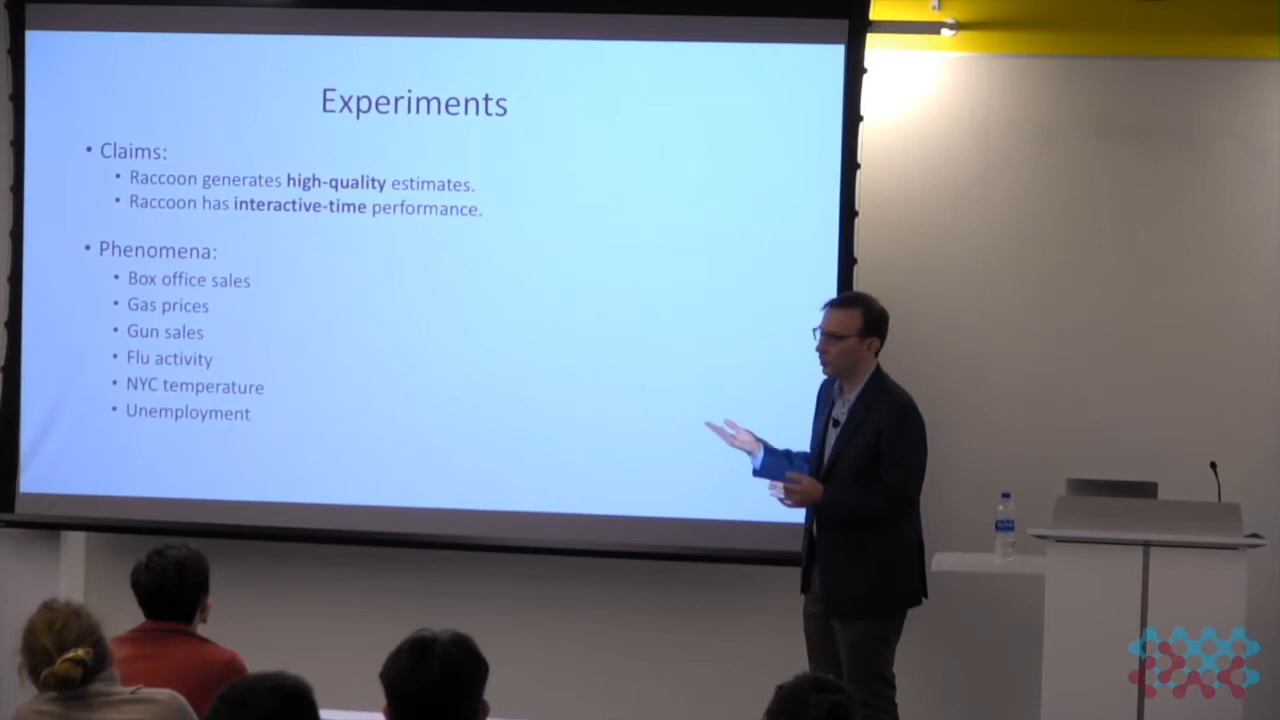 Experiments
• Claims:
• Raccoon generates high-quality estimates.
• Raccoon has interactive-time performance.
• Phenomena:
• Box office sales
• Gas prices
• Gun sales
• Flu activity
• NYC temperature
• Unemployment